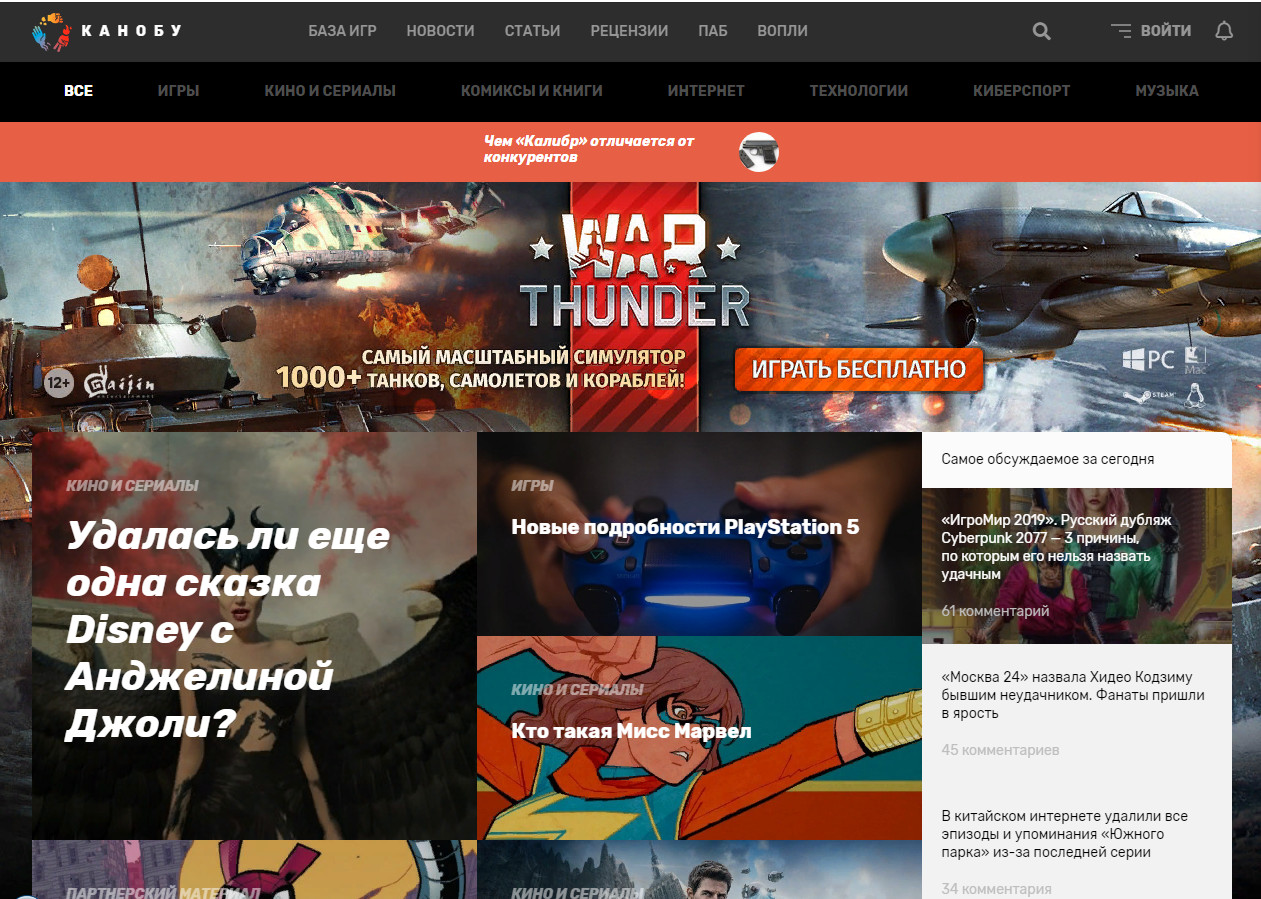 КАНОБУ
БАЗА ИГР НОВОСТИ СТАТЬИ РЕЦЕНЗИИ ПАБ ВОПЛИ
ВОЙТИ
ВСЕ ИГРЫ КИНО И СЕРИАЛЫ КОМИКСЫ И КНИГИ ИНТЕРНЕТ ТЕХНОЛОГИИ КИБЕРСПОРТ МУЗЫКА
Чем «Калибр» отличается от
конкурентов
WAR
THUNDER
САМЫЙ МАСШТАБНЫЙ СИМУЛЯТОР
1000+ ТАНКОВ, САМОЛЕТОВ И КОРАБЛЕЙ!
ИГРАТЬ БЕСПЛАТНО
12+
Gaijin
ENTERTAINMENT
PC
Mac
STEAM
КИНО И СЕРИАЛЫ
Удалась ли еще
одна сказка
Disney с
Анджелиной
Джоли?
ИГРЫ
Новые подробности PlayStation 5
КИНО И СЕРИАЛЫ
Кто такая Мисс Марвел
ПАРТНЕРСКИЙ МАТЕРИАЛ
КИНО И СЕРИАЛЫ
Самое обсуждаемое за сегодня
«ИгроМир 2019». Русский дубляж
Cyberpunk 2077 — 3 причины,
по которым его нельзя назвать
удачным
61 комментарий
«Москва 24» назвала Хидео Кодзиму
бывшим неудачником. Фанаты пришли
в ярость
45 комментариев
В китайском интернете удалили все
эпизоды и упоминания «Южного
парка» из-за последней серии
34 комментария